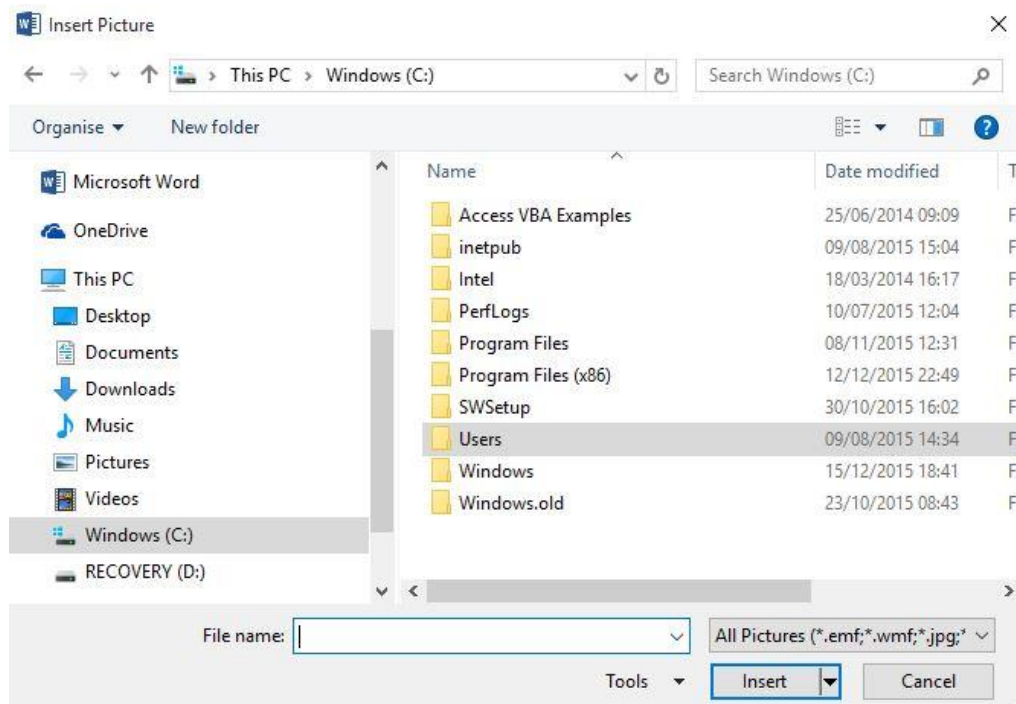 Insert Picture
This PC > Windows (C:)
Search Windows (C:)
Organise
New folder
Microsoft Word
OneDrive
This PC
Desktop
Documents
Downloads
Music
Pictures
Videos
Windows (C:)
RECOVERY (D:)
Name Date modified T
Access VBA Examples 25/06/2014 09:09 F
inetpub 09/08/2015 15:04 F
Intel 18/03/2014 16:17 F
PerfLogs 10/07/2015 12:04 F
Program Files 08/11/2015 12:31 F
Program Files (x86) 12/12/2015 22:49 F
SWSetup 30/10/2015 16:02 F
Users 09/08/2015 14:34 F
Windows 15/12/2015 18:41 F
Windows.old 23/10/2015 08:43 F
File name:
All Pictures (*.emf;*.wmf;*.jpg;*
Tools
Insert
Cancel